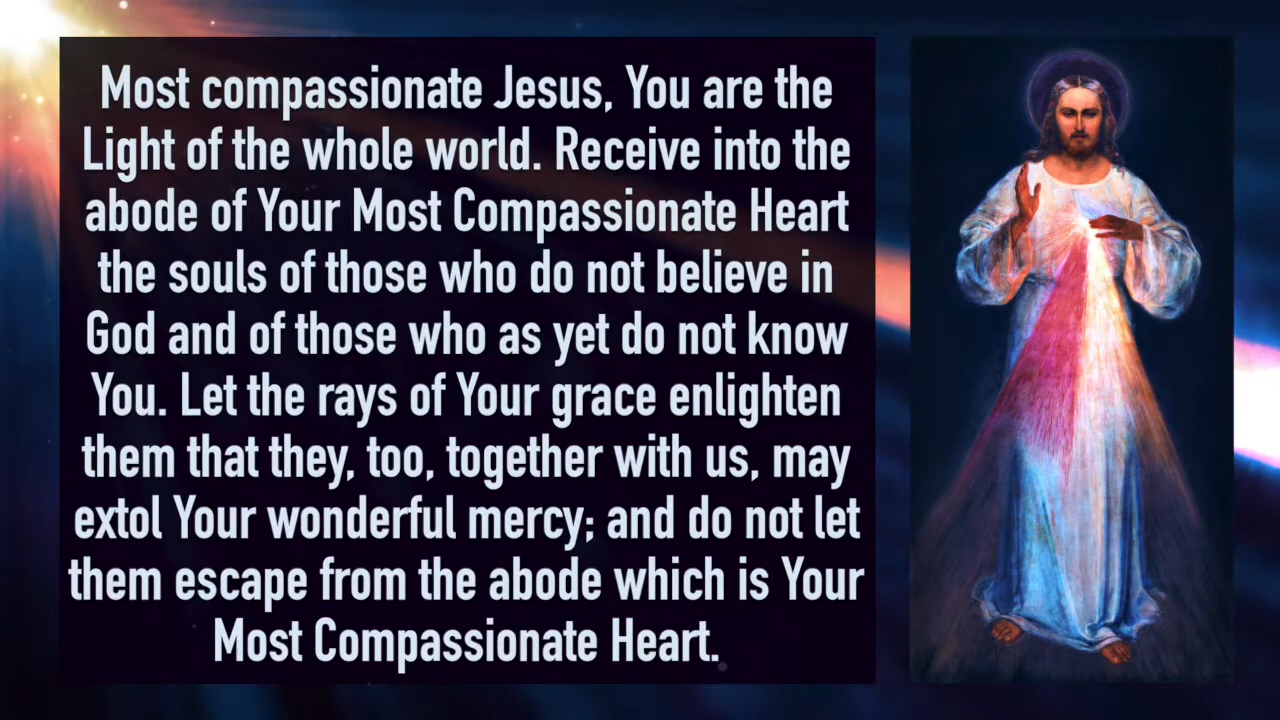 Most compassionate Jesus, You are the
Light of the whole world. Receive into the
abode of Your Most Compassionate Heart
the souls of those who do not believe in
God and of those who as yet do not know
You. Let the rays of Your grace enlighten
them that they, too, together with us, may
extol Your wonderful mercy; and do not let
them escape from the abode which is Your
Most Compassionate Heart.